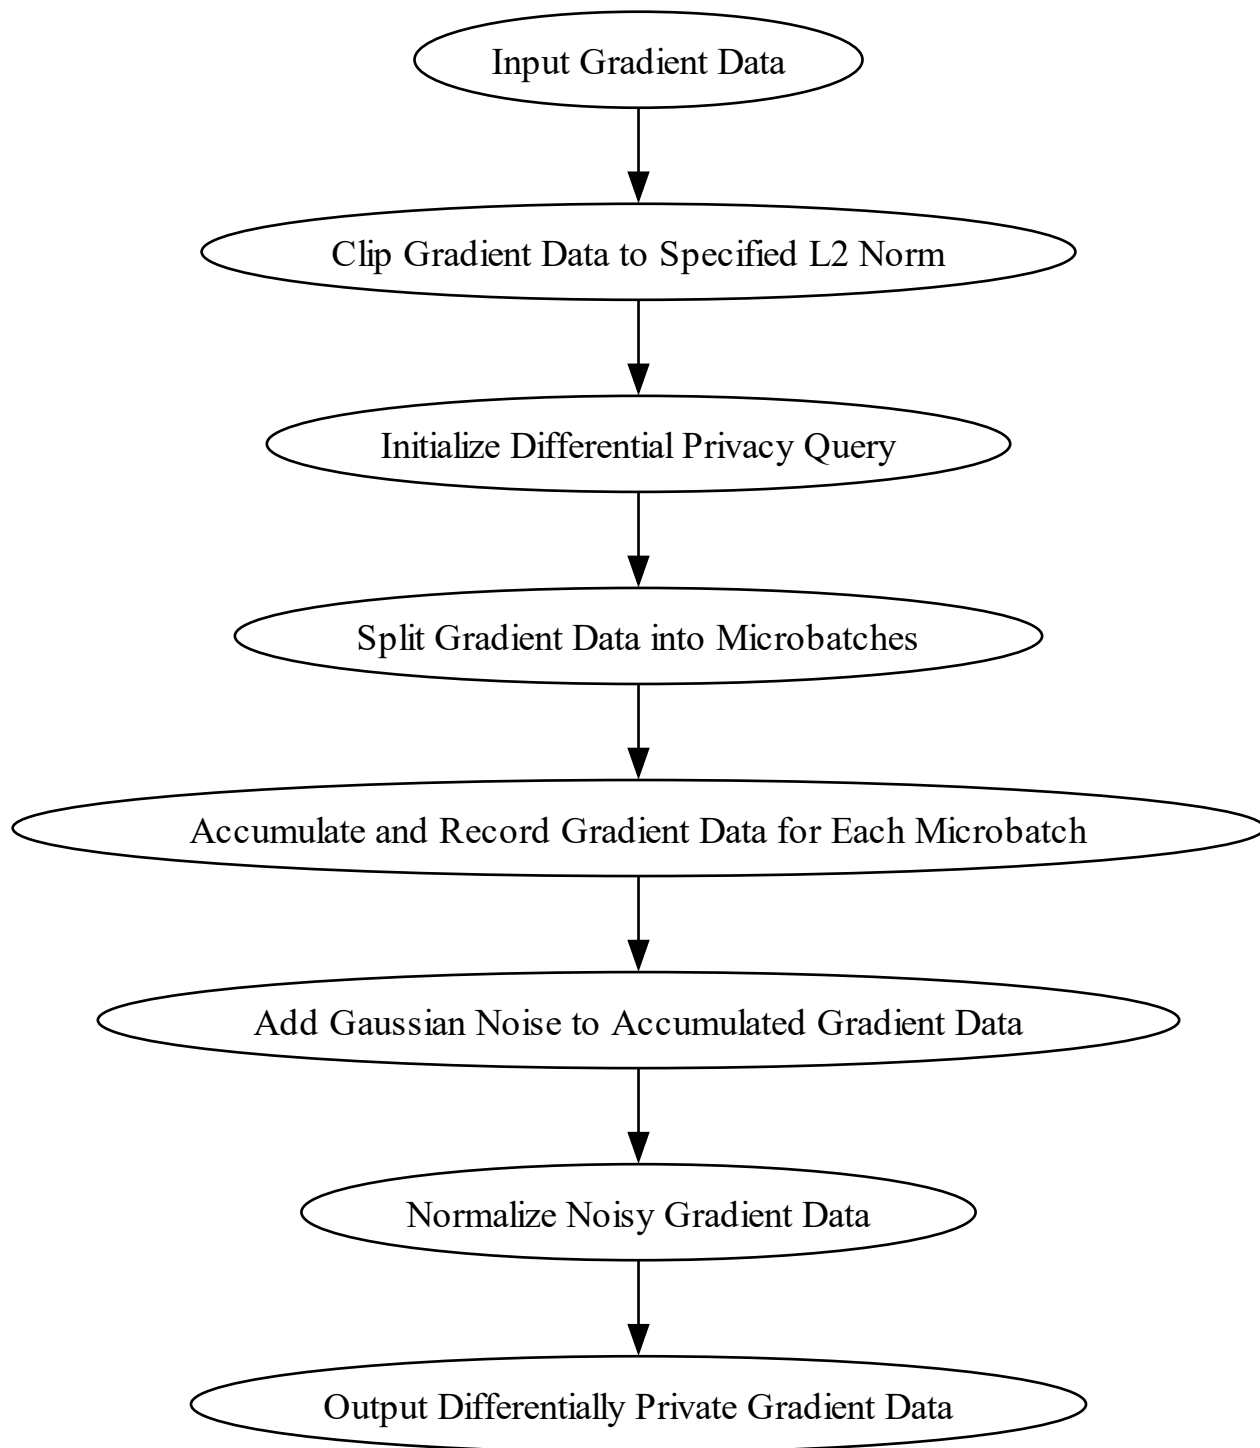 Input Gradient Data
Clip Gradient Data to Specified L2 Norm
Initialize Differential Privacy Query
Split Gradient Data into Microbatches
Accumulate and Record Gradient Data for Each Microbatch
Add Gaussian Noise to Accumulated Gradient Data
Normalize Noisy Gradient Data
Output Differentially Private Gradient Data